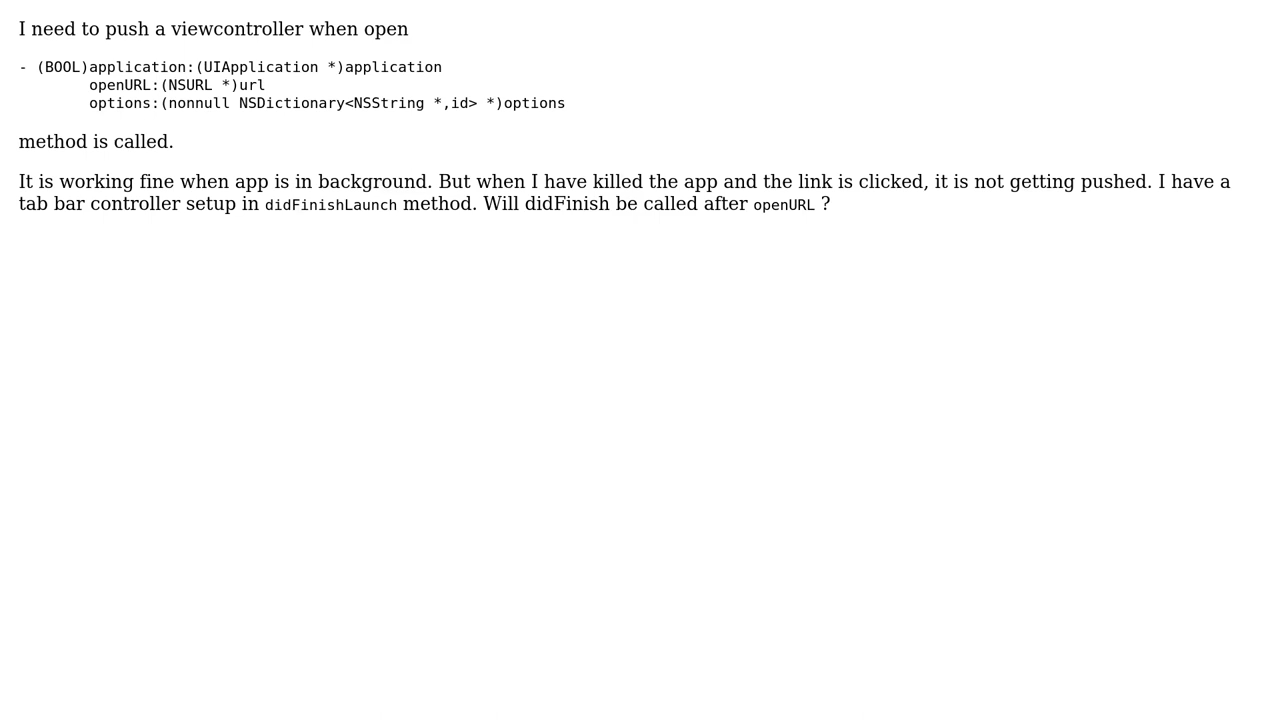 I need to push a viewcontroller when open
- (BOOL)application:(UIApplication *)application
        openURL:(NSURL *)url
        options:(nonnull NSDictionary<NSString *,id> *)options
method is called.
It is working fine when app is in background. But when I have killed the app and the link is clicked, it is not getting pushed. I have a
tab bar controller setup in didFinishLaunch method. Will didFinish be called after openURL ?